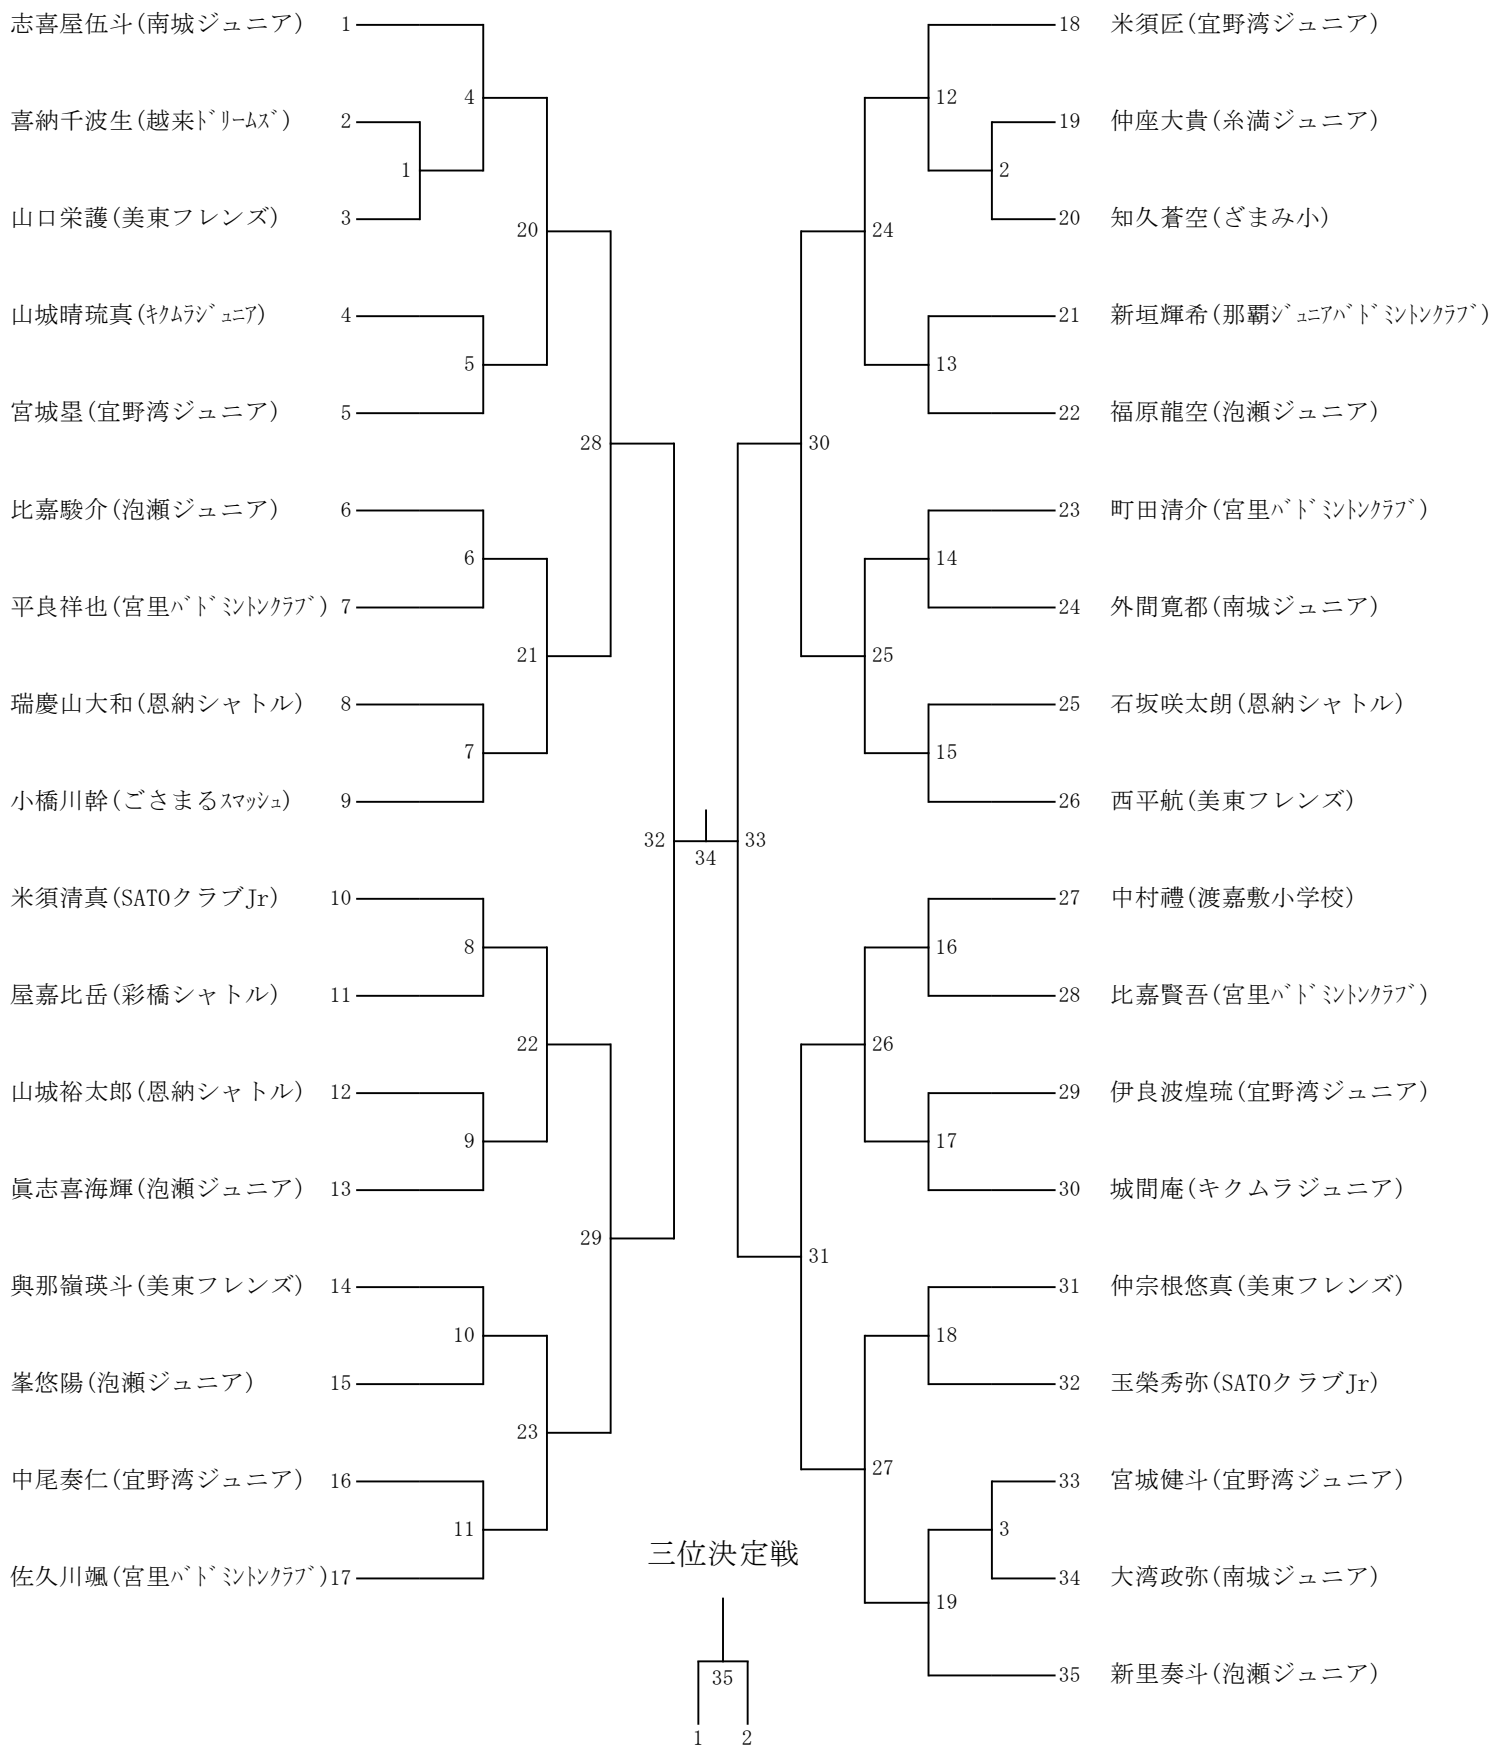 志喜屋伍斗(南城ジュニア) 1
喜納千波生(越来ﾄﾞﾘｰﾑｽﾞ) 2
山口栄護(美東フレンズ) 3
山城晴琉真(ｷｸﾑﾗｼﾞｭﾆｱ) 4
宮城塁(宜野湾ジュニア) 5
比嘉駿介(泡瀬ジュニア) 6
平良祥也(宮里ﾊﾞﾄﾞﾐﾝﾄﾝｸﾗﾌﾞ) 7
瑞慶山大和(恩納シャトル) 8
小橋川幹(ごさまるｽﾏｯｼｭ) 9
米須清真(SATOクラブJr) 10
屋嘉比岳(彩橋シャトル) 11
山城裕太郎(恩納シャトル) 12
眞志喜海輝(泡瀬ジュニア) 13
與那嶺瑛斗(美東フレンズ) 14
峯悠陽(泡瀬ジュニア) 15
中尾奏仁(宜野湾ジュニア) 16
佐久川颯(宮里ﾊﾞﾄﾞﾐﾝﾄﾝｸﾗﾌﾞ) 17
1
4
5
6
7
8
9
10
11
20
21
22
23
28
29
32
34
33
30
31
24
25
26
27
12
2
13
14
15
16
17
18
3
19
18 米須匠(宜野湾ジュニア)
19 仲座大貴(糸満ジュニア)
20 知久蒼空(ざまみ小)
21 新垣輝希(那覇ｼﾞｭﾆｱﾊﾞﾄﾞﾐﾝﾄﾝｸﾗﾌﾞ)
22 福原龍空(泡瀬ジュニア)
23 町田清介(宮里ﾊﾞﾄﾞﾐﾝﾄﾝｸﾗﾌﾞ)
24 外間寛都(南城ジュニア)
25 石坂咲太朗(恩納シャトル)
26 西平航(美東フレンズ)
27 中村禮(渡嘉敷小学校)
28 比嘉賢吾(宮里ﾊﾞﾄﾞﾐﾝﾄﾝｸﾗﾌﾞ)
29 伊良波煌琉(宜野湾ジュニア)
30 城間庵(キクムラジュニア)
31 仲宗根悠真(美東フレンズ)
32 玉榮秀弥(SATOクラブJr)
33 宮城健斗(宜野湾ジュニア)
34 大湾政弥(南城ジュニア)
35 新里奏斗(泡瀬ジュニア)
三位決定戦
35
1 2